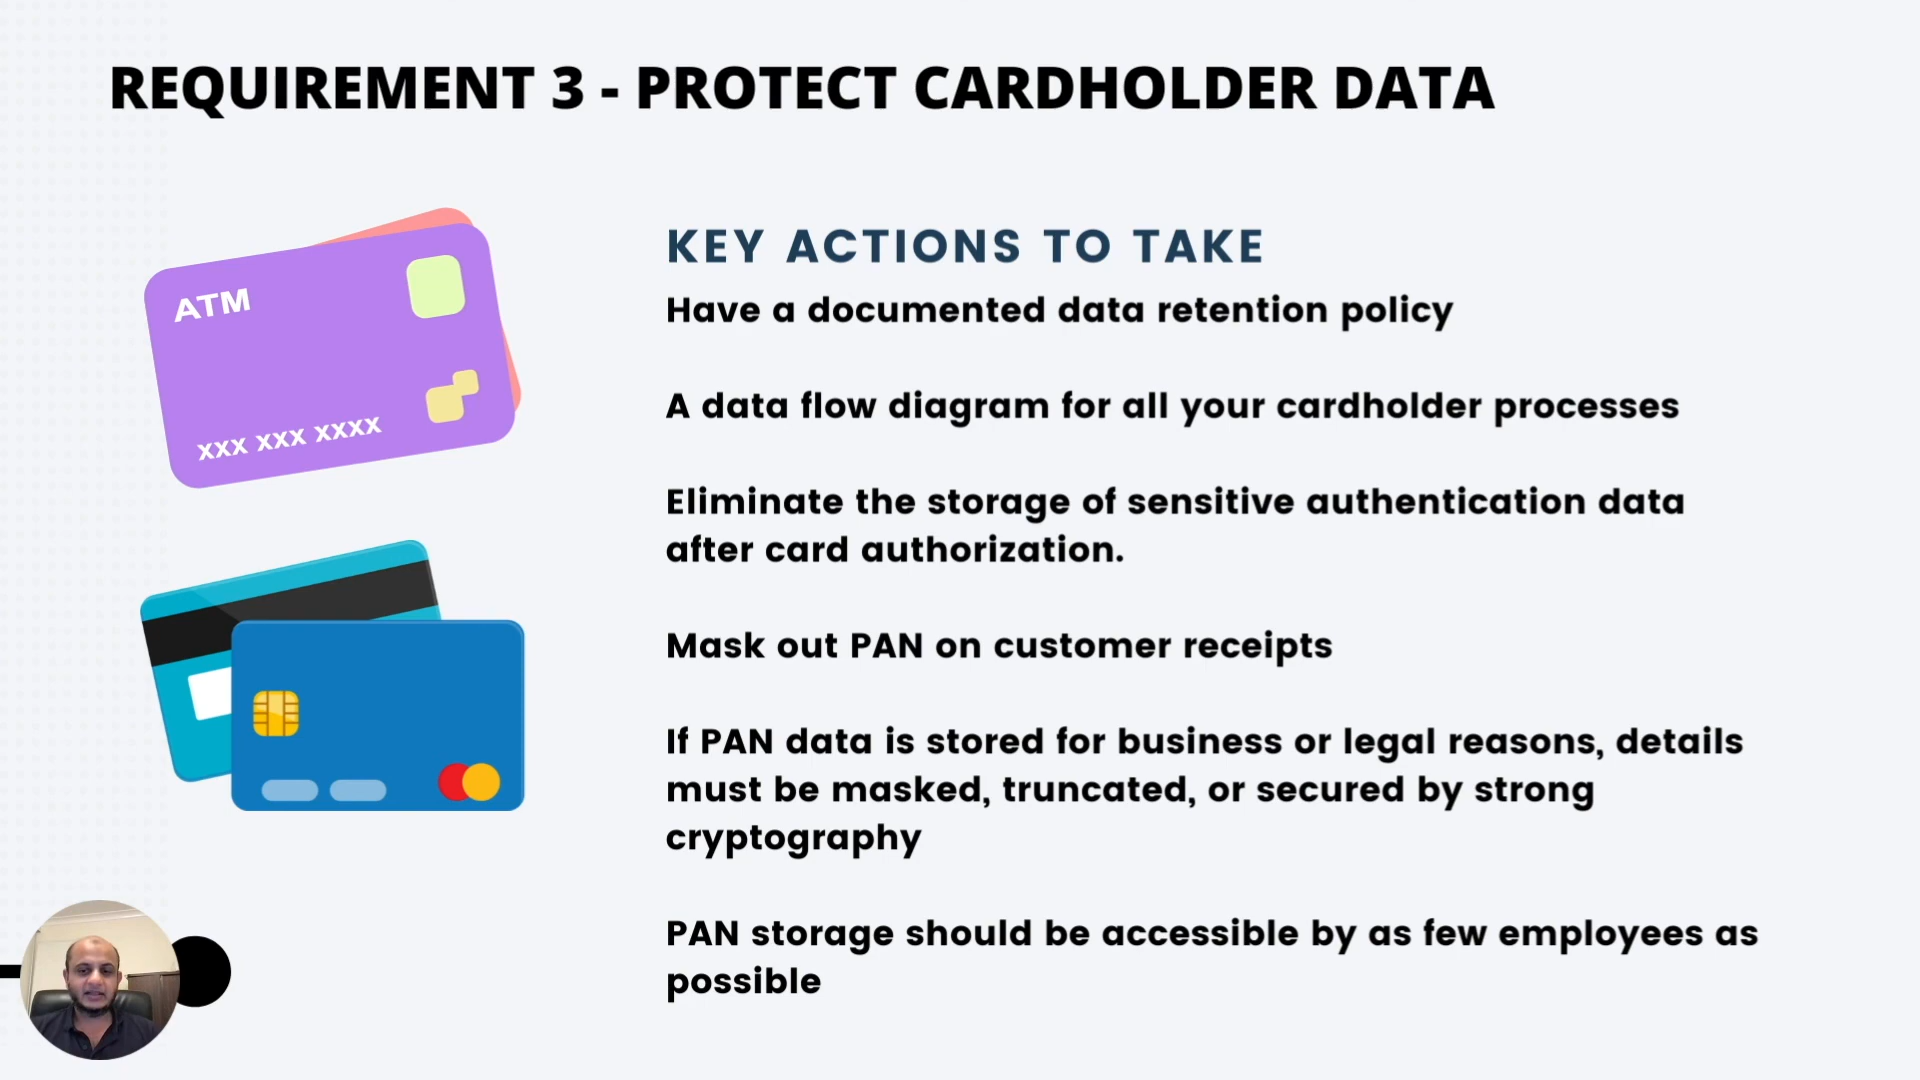 REQUIREMENT 3 - PROTECT CARDHOLDER DATA
ATM
XXX XXX XXXX
KEY ACTIONS TO TAKE
Have a documented data retention policy
A data flow diagram for all your cardholder processes
Eliminate the storage of sensitive authentication data
after card authorization.
Mask out PAN on customer receipts
If PAN data is stored for business or legal reasons, details
must be masked, truncated, or secured by strong
cryptography
PAN storage should be accessible by as few employees as
possible